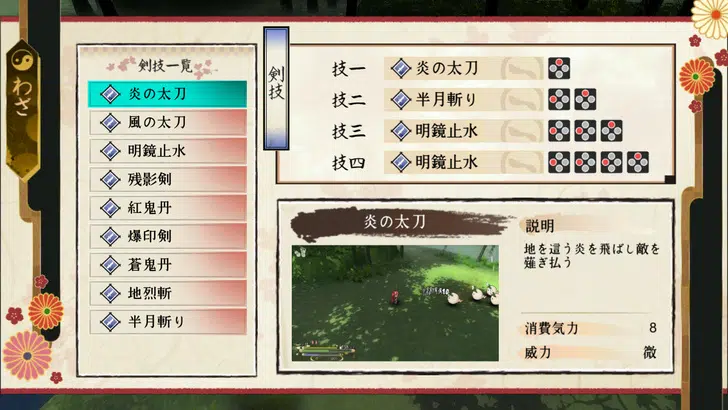 わざ
剣技一覧
炎の太刀
風の太刀
明鏡止水
残影剣
紅鬼丹
爆印剣
蒼鬼丹
地烈斬
半月斬り
剣技
技一 炎の太刀
技二 半月斬り
技三 明鏡止水
技四 明鏡止水
炎の太刀
説明
地を這う炎を飛ばし敵を
薙ぎ払う
消費気力 8
威力 微